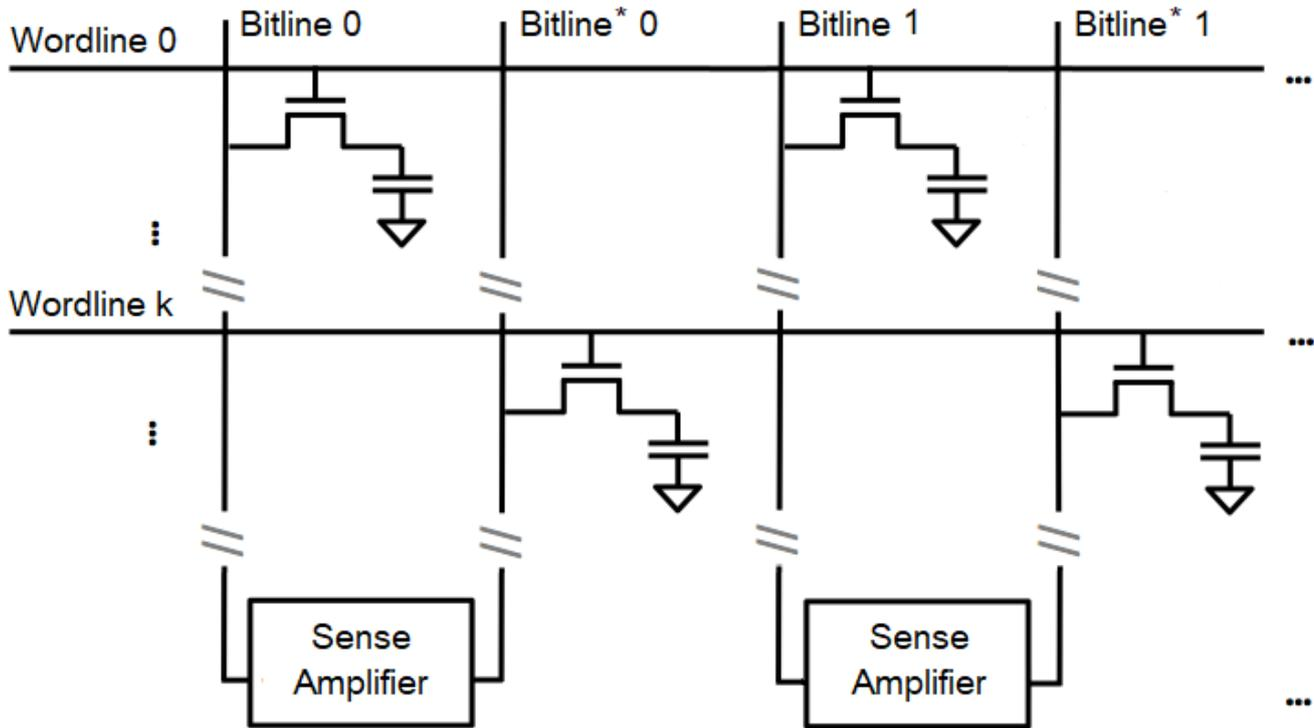 Wordline 0
Bitline 0
Bitline* 0
Bitline 1
Bitline* 1
...
...
Wordline k
...
...
Sense
Amplifier
Sense
Amplifier
...